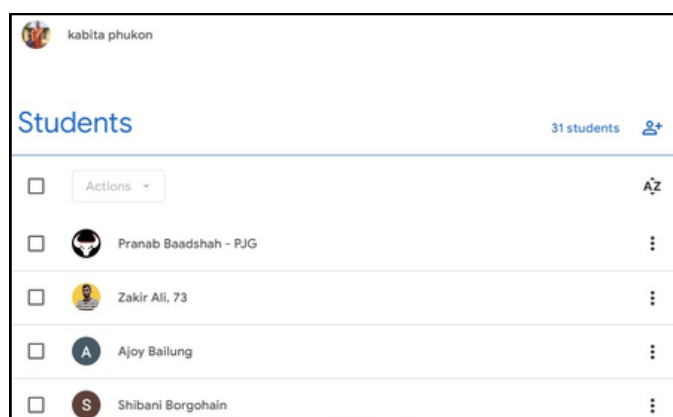 kabita phukon
Students
31 students
Actions
AZ
Pranab Baadshah - PJG
Zakir Ali, 73
A
Ajoy Bailung
S
Shibani Borgohain